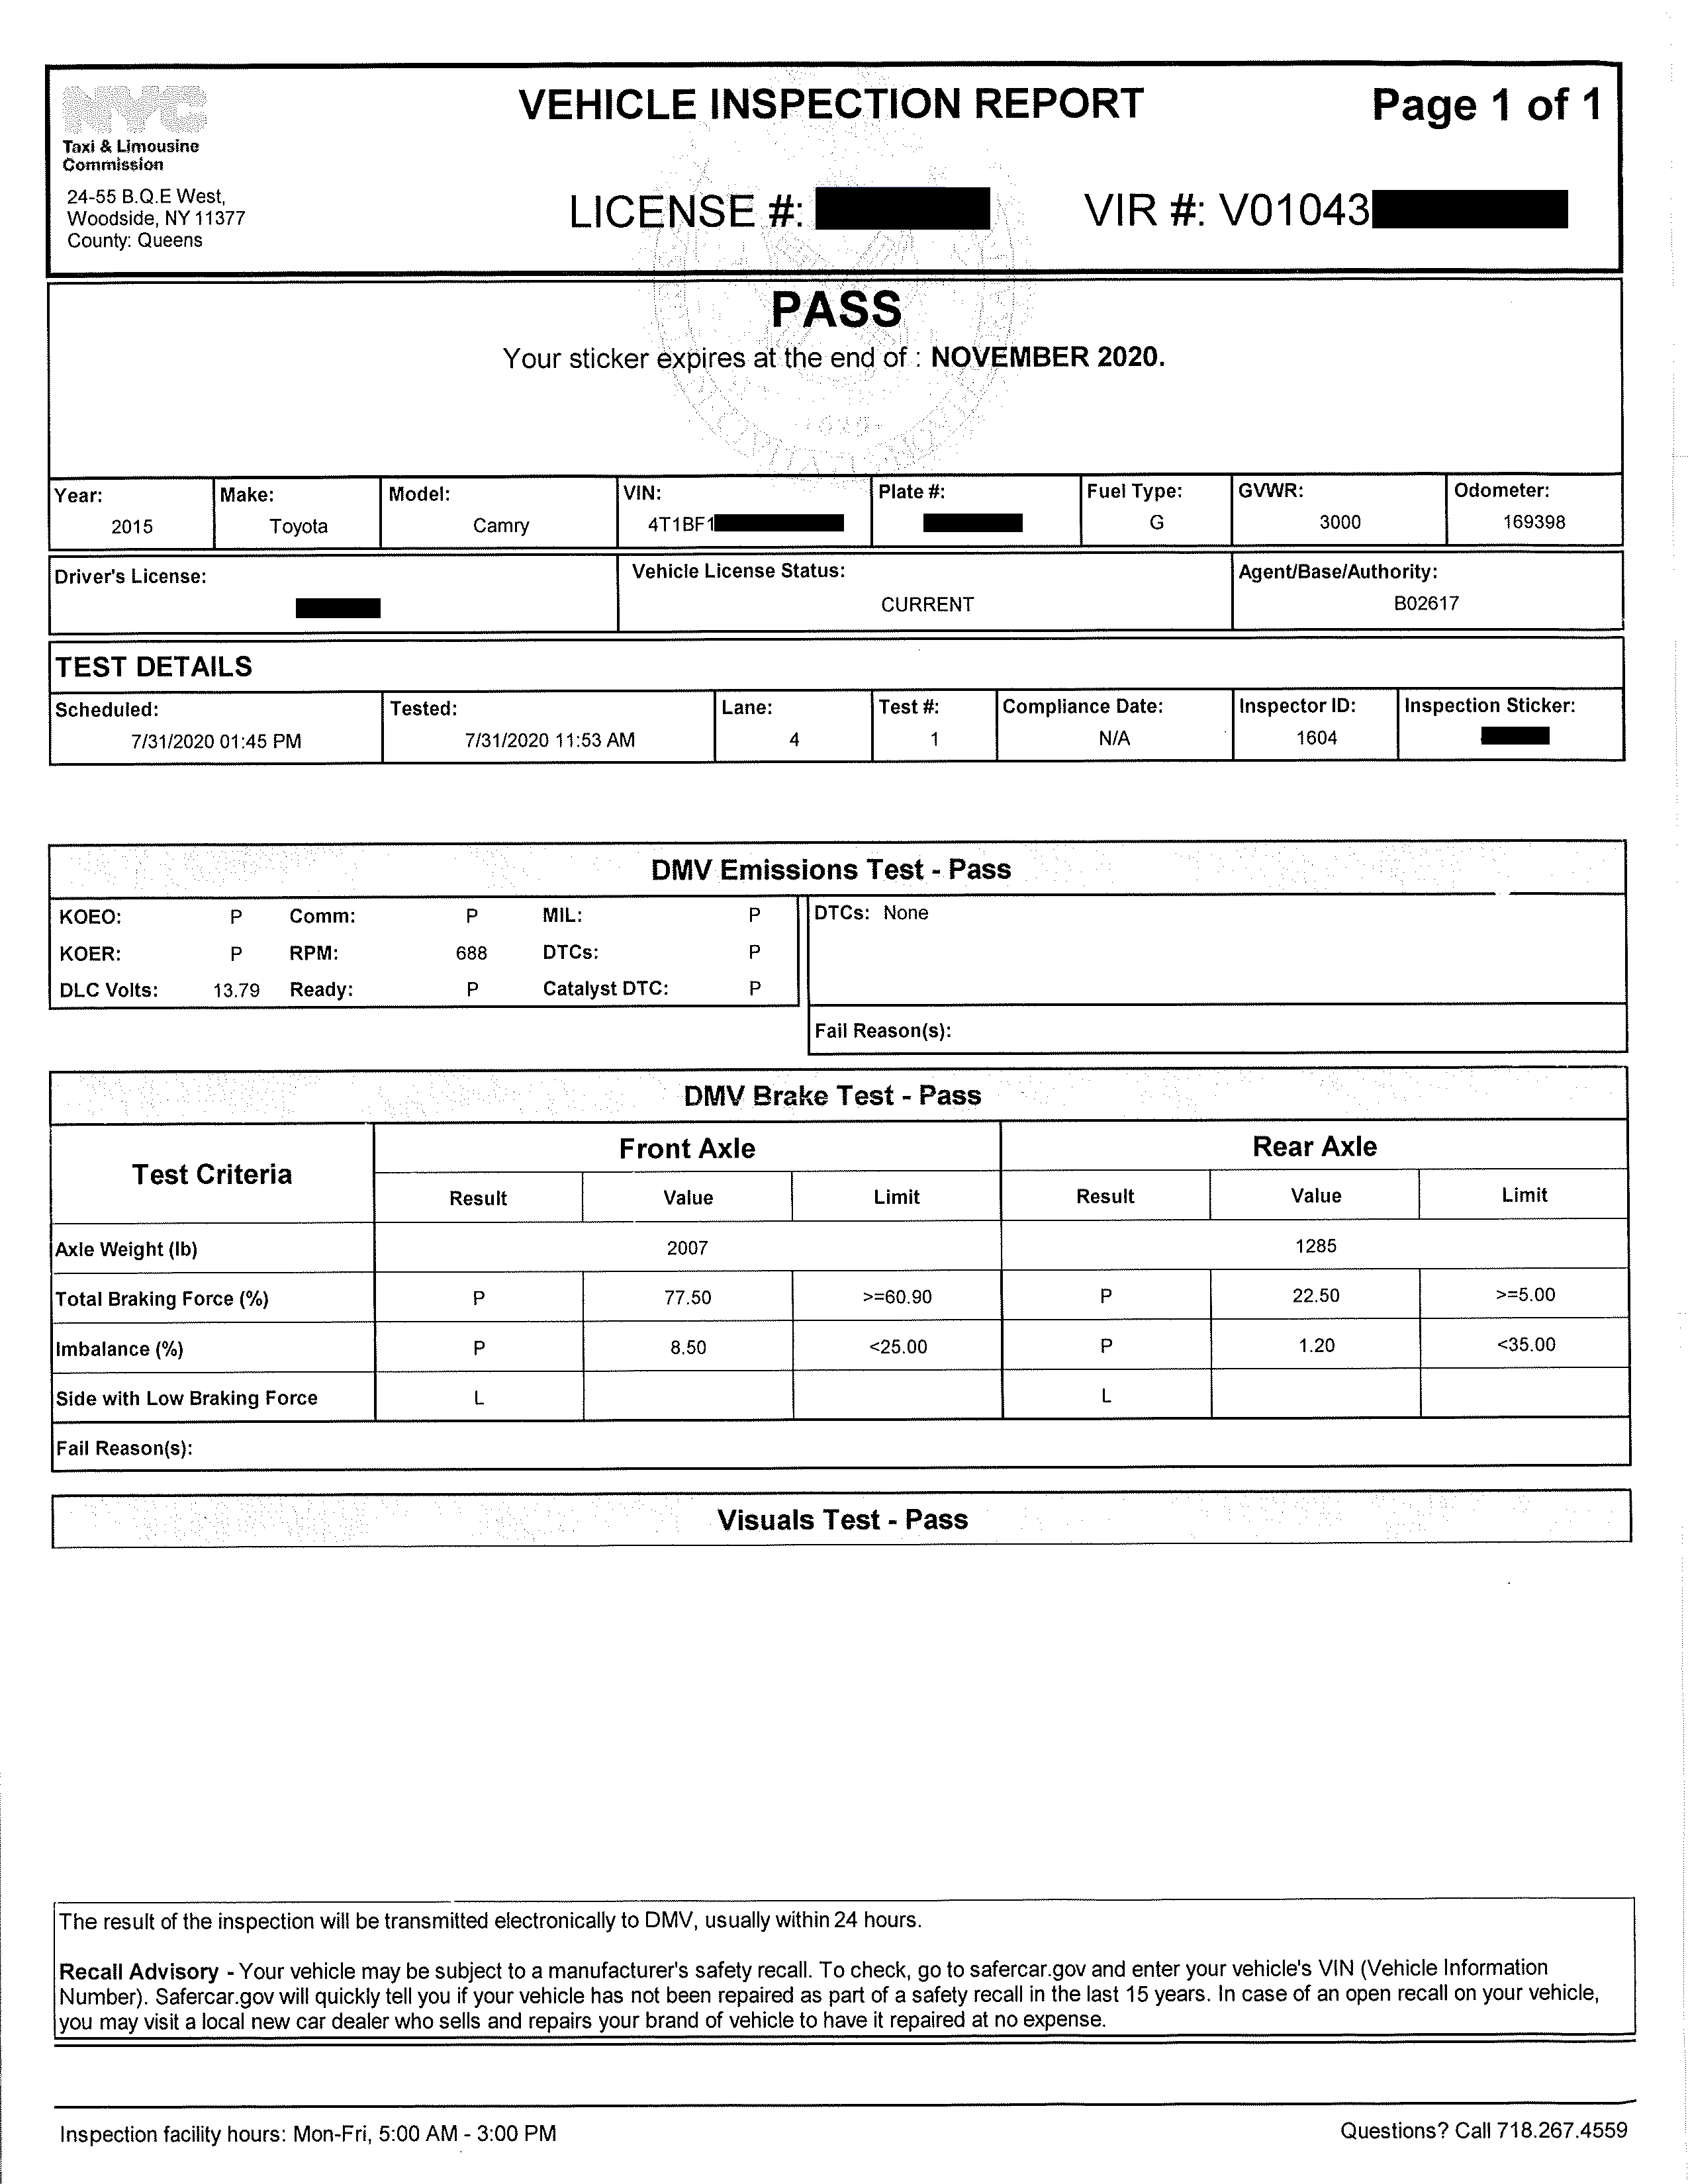 NYC
Taxi & Limousine
Commission
24-55 B.Q.E West,
Woodside, NY 11377
County: Queens
VEHICLE INSPECTION REPORT
Page 1 of 1
LICENSE #:
VIR #: V01043
PASS
Your sticker expires at the end of : NOVEMBER 2020.
Year: Make: Model: VIN: Plate #: Fuel Type: GVWR: Odometer:
2015 Toyota Camry 4T1BF1 G 3000 169398
Driver's License: Vehicle License Status: Agent/Base/Authority:
CURRENT B02617
TEST DETAILS
Scheduled: Tested: Lane: Test #: Compliance Date: Inspector ID: Inspection Sticker:
7/31/2020 01:45 PM 7/31/2020 11:53 AM 4 1 N/A 1604
DMV Emissions Test - Pass
KOEO: P Comm: P MIL: P DTCs: None
KOER: P RPM: 688 DTCs: P
DLC Volts: 13.79 Ready: P Catalyst DTC: P
Fail Reason(s):
DMV Brake Test - Pass
Test Criteria Front Axle Rear Axle
Result Value Limit Result Value Limit
Axle Weight (lb) 2007 1285
Total Braking Force (%) P 77.50 >=60.90 P 22.50 >=5.00
Imbalance (%) P 8.50 <25.00 P 1.20 <35.00
Side with Low Braking Force L L
Fail Reason(s):
Visuals Test - Pass
The result of the inspection will be transmitted electronically to DMV, usually within 24 hours.
Recall Advisory - Your vehicle may be subject to a manufacturer's safety recall. To check, go to safercar.gov and enter your vehicle's VIN (Vehicle Information
Number). Safercar.gov will quickly tell you if your vehicle has not been repaired as part of a safety recall in the last 15 years. In case of an open recall on your vehicle,
you may visit a local new car dealer who sells and repairs your brand of vehicle to have it repaired at no expense.
Inspection facility hours: Mon-Fri, 5:00 AM - 3:00 PM
Questions? Call 718.267.4559